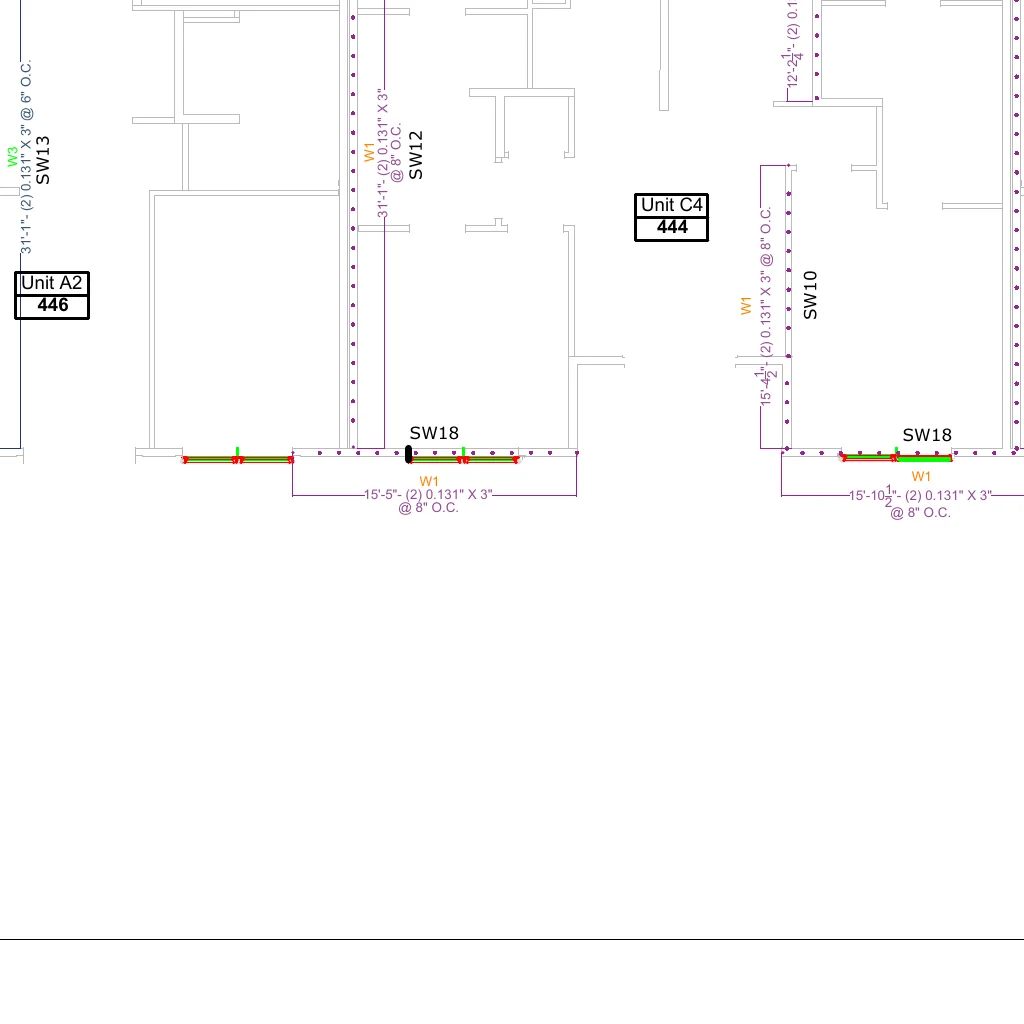 12'-2 1/4"- (2) 0.1
W3
31'-1"- (2) 0.131" X 3" @ 6" O.C.
SW13
W1
31'-1"- (2) 0.131" X 3"
@ 8" O.C.
SW12
Unit C4
444
Unit A2
446
W1
15'-4 1/2"- (2) 0.131" X 3" @ 8" O.C.
SW10
SW18
W1
15'-5"- (2) 0.131" X 3"
@ 8" O.C.
SW18
W1
15'-10 1/2"- (2) 0.131" X 3"
@ 8" O.C.